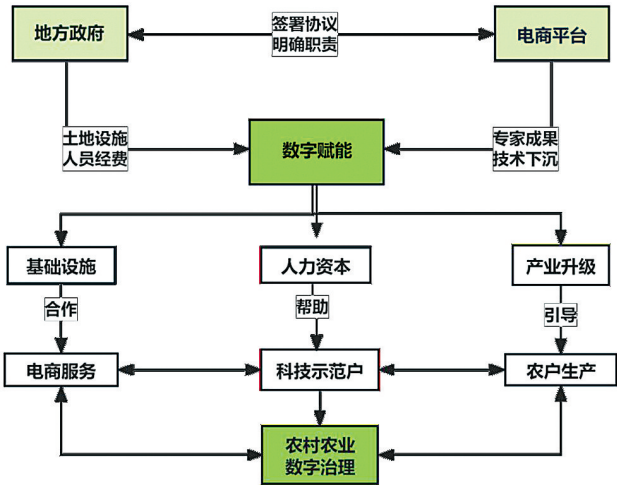 地方政府
签署协议
明确职责
电商平台
土地设施
人员经费
数字赋能
专家成果
技术下沉
基础设施
人力资本
产业升级
合作
帮助
引导
电商服务
科技示范户
农户生产
农村农业
数字治理